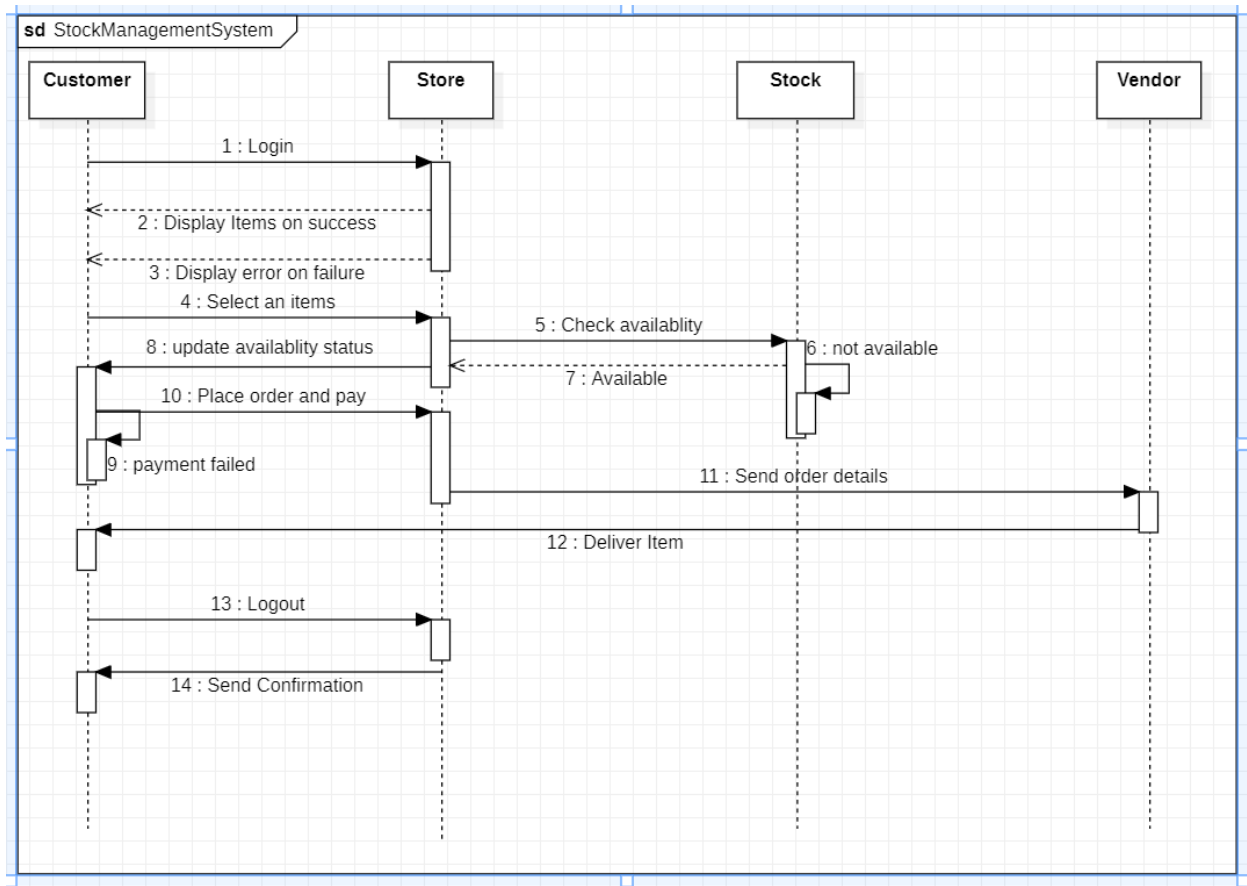 sd StockManagementSystem
Customer
Store
Stock
Vendor
1 : Login
2 : Display Items on success
3 : Display error on failure
4 : Select an items
5 : Check availablity
6 : not available
8 : update availablity status
7 : Available
10 : Place order and pay
9 : payment failed
11 : Send order details
12 : Deliver Item
13 : Logout
14 : Send Confirmation